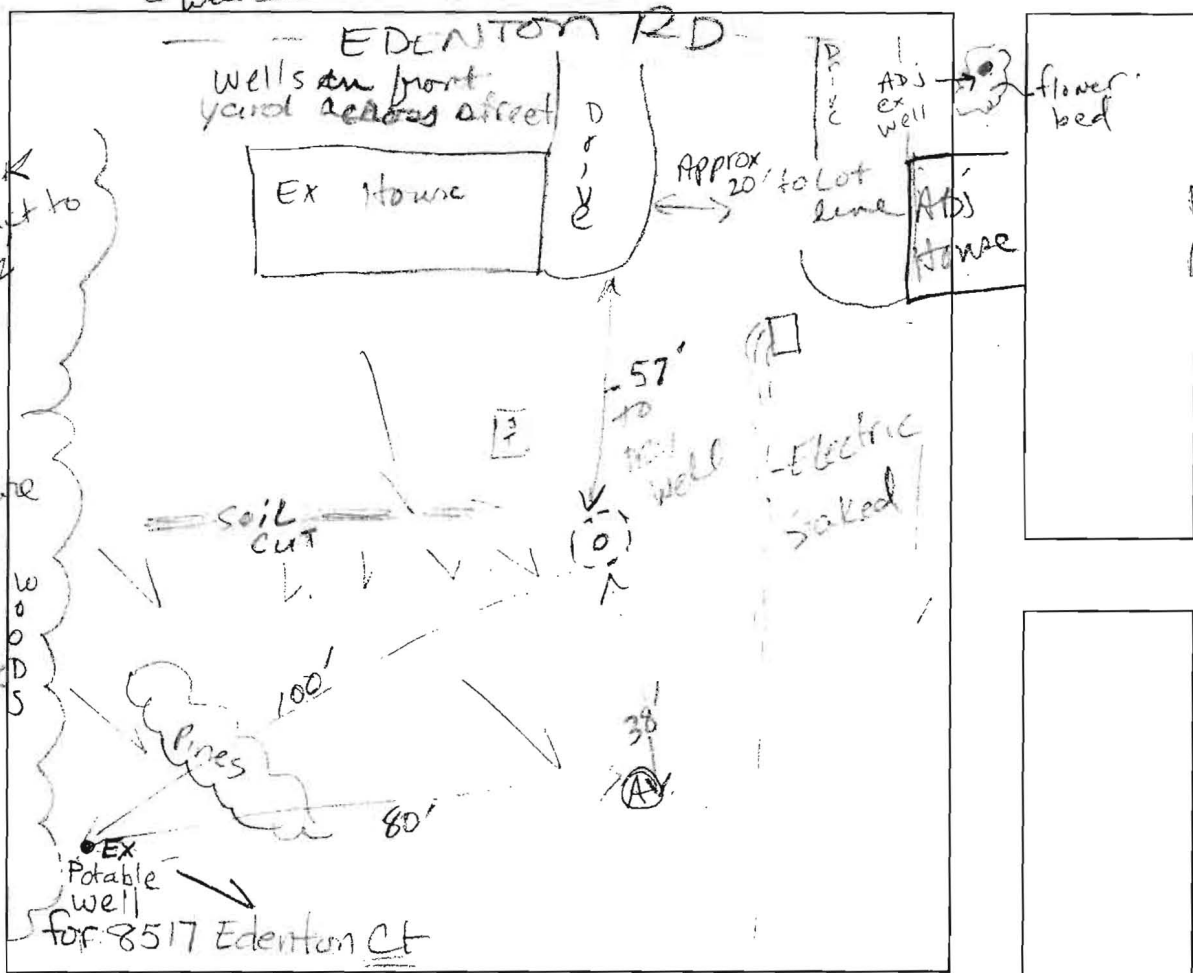 EDENTON RD
wells in front
yard across street
Drive
Ex House
Approx
20' to Lot
line
Drive
ADj
ex
well
flower
bed
ADj
House
57'
to
well
Electric
Soil
CUT
WOODS
100'
Pines
38'
A
80'
EX
Potable
well
for 8517 Edenton Ct